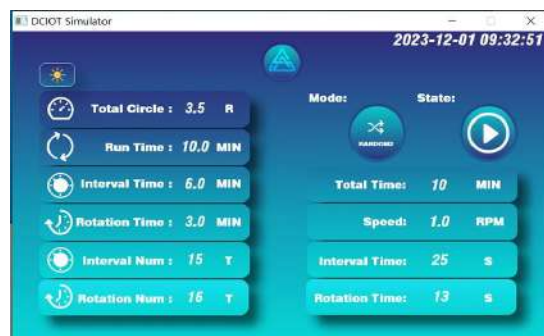 DCIOT Simulator
2023-12-01 09:32:51
Total Circle : 3.5 R
Run Time : 10.0 MIN
Interval Time : 6.0 MIN
Rotation Time : 3.0 MIN
Interval Num : 15 T
Rotation Num : 16 T
Mode: State:
RANDOM2
Total Time: 10 MIN
Speed: 1.0 RPM
Interval Time: 25 S
Rotation Time: 13 S